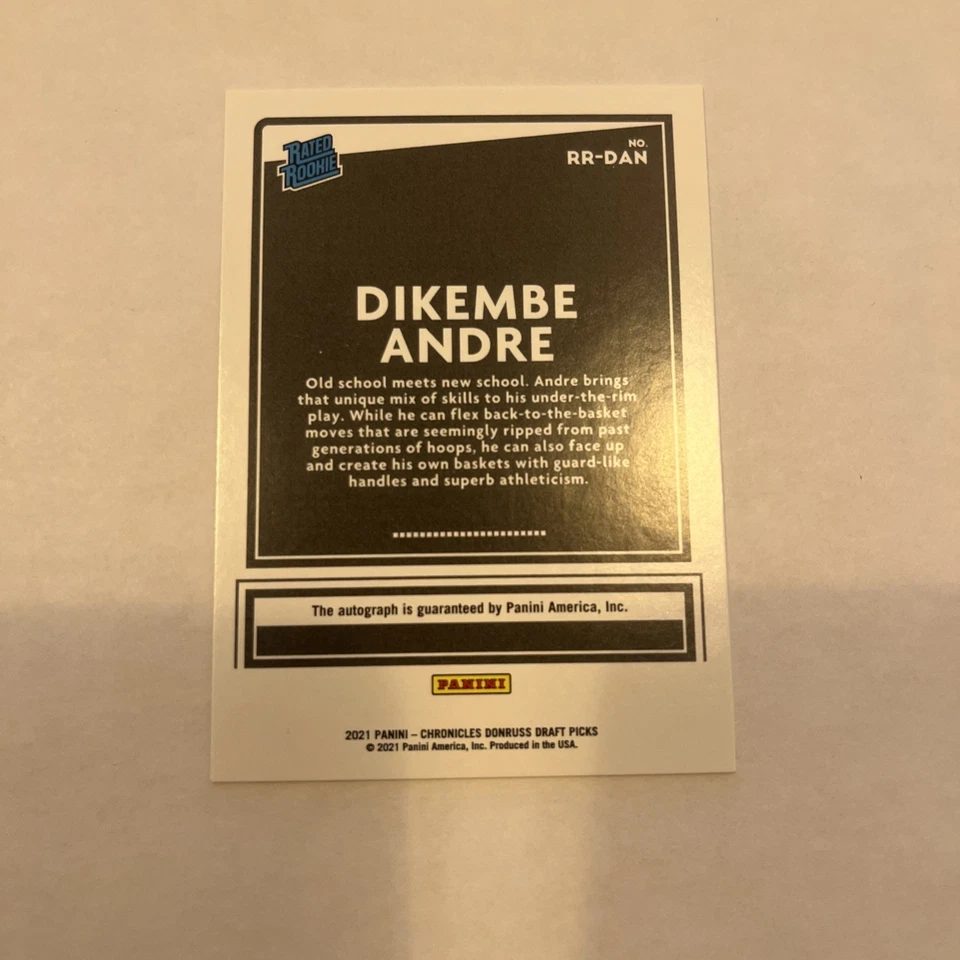 RATED
ROOKIE
NO.
RR-DAN
DIKEMBE
ANDRE
Old school meets new school. Andre brings
that unique mix of skills to his under-the-rim
play. While he can flex back-to-the-basket
moves that are seemingly ripped from past
generations of hoops, he can also face up
and create his own baskets with guard-like
handles and superb athleticism.
The autograph is guaranteed by Panini America, Inc.
PANINI
2021 PANINI – CHRONICLES DONRUSS DRAFT PICKS
© 2021 Panini America, Inc. Produced in the USA.